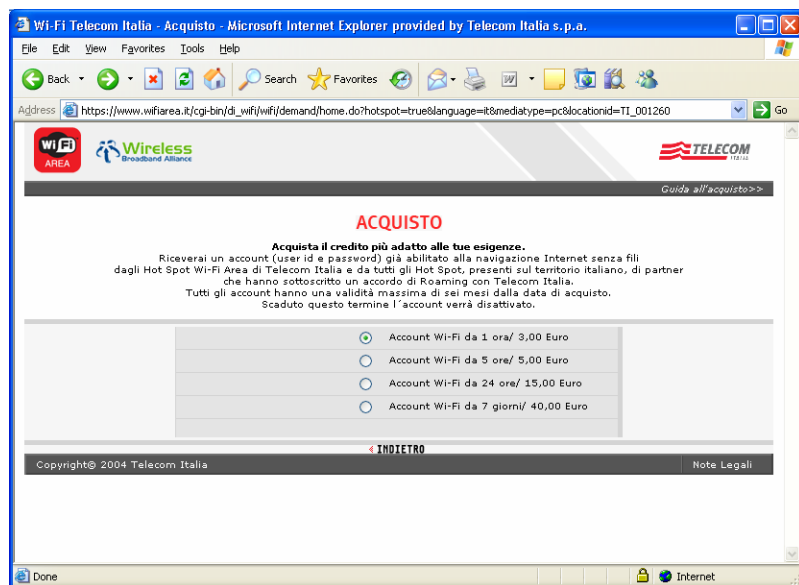 Wi-Fi Telecom Italia - Acquisto - Microsoft Internet Explorer provided by Telecom Italia s.p.a.
File Edit View Favorites Tools Help
Back Search Favorites
Address https://www.wifiarea.it/cgi-bin/di_wifi/wifi/demand/home.do?hotspot=true&language=it&mediatype=pc&locationid=TI_001260 Go
Wi Fi
AREA
Wireless
Broadband Alliance
TELECOM
ITALIA
Guida all'acquisto>>
ACQUISTO
Acquista il credito più adatto alle tue esigenze.
Riceverai un account (user id e password) già abilitato alla navigazione Internet senza fili
dagli Hot Spot Wi-Fi Area di Telecom Italia e da tutti gli Hot Spot, presenti sul territorio italiano, di partner
che hanno sottoscritto un accordo di Roaming con Telecom Italia.
Tutti gli account hanno una validità massima di sei mesi dalla data di acquisto.
Scaduto questo termine l´account verrà disattivato.
Account Wi-Fi da 1 ora/ 3,00 Euro
Account Wi-Fi da 5 ore/ 5,00 Euro
Account Wi-Fi da 24 ore/ 15,00 Euro
Account Wi-Fi da 7 giorni/ 40,00 Euro
INDIETRO
Copyright© 2004 Telecom Italia Note Legali
Done Internet